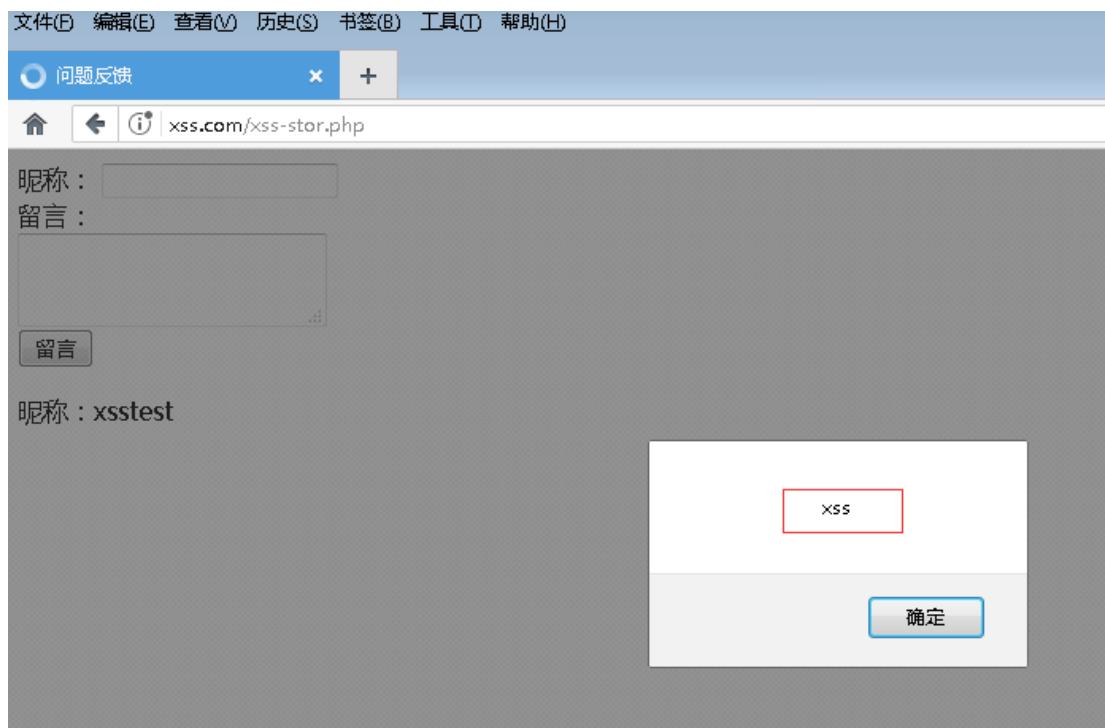 文件(F) 编辑(E) 查看(V) 历史(S) 书签(B) 工具(T) 帮助(H)
问题反馈 × +
xss.com/xss-stor.php
昵称：
留言：
留言
昵称：xsstest
xss
确定